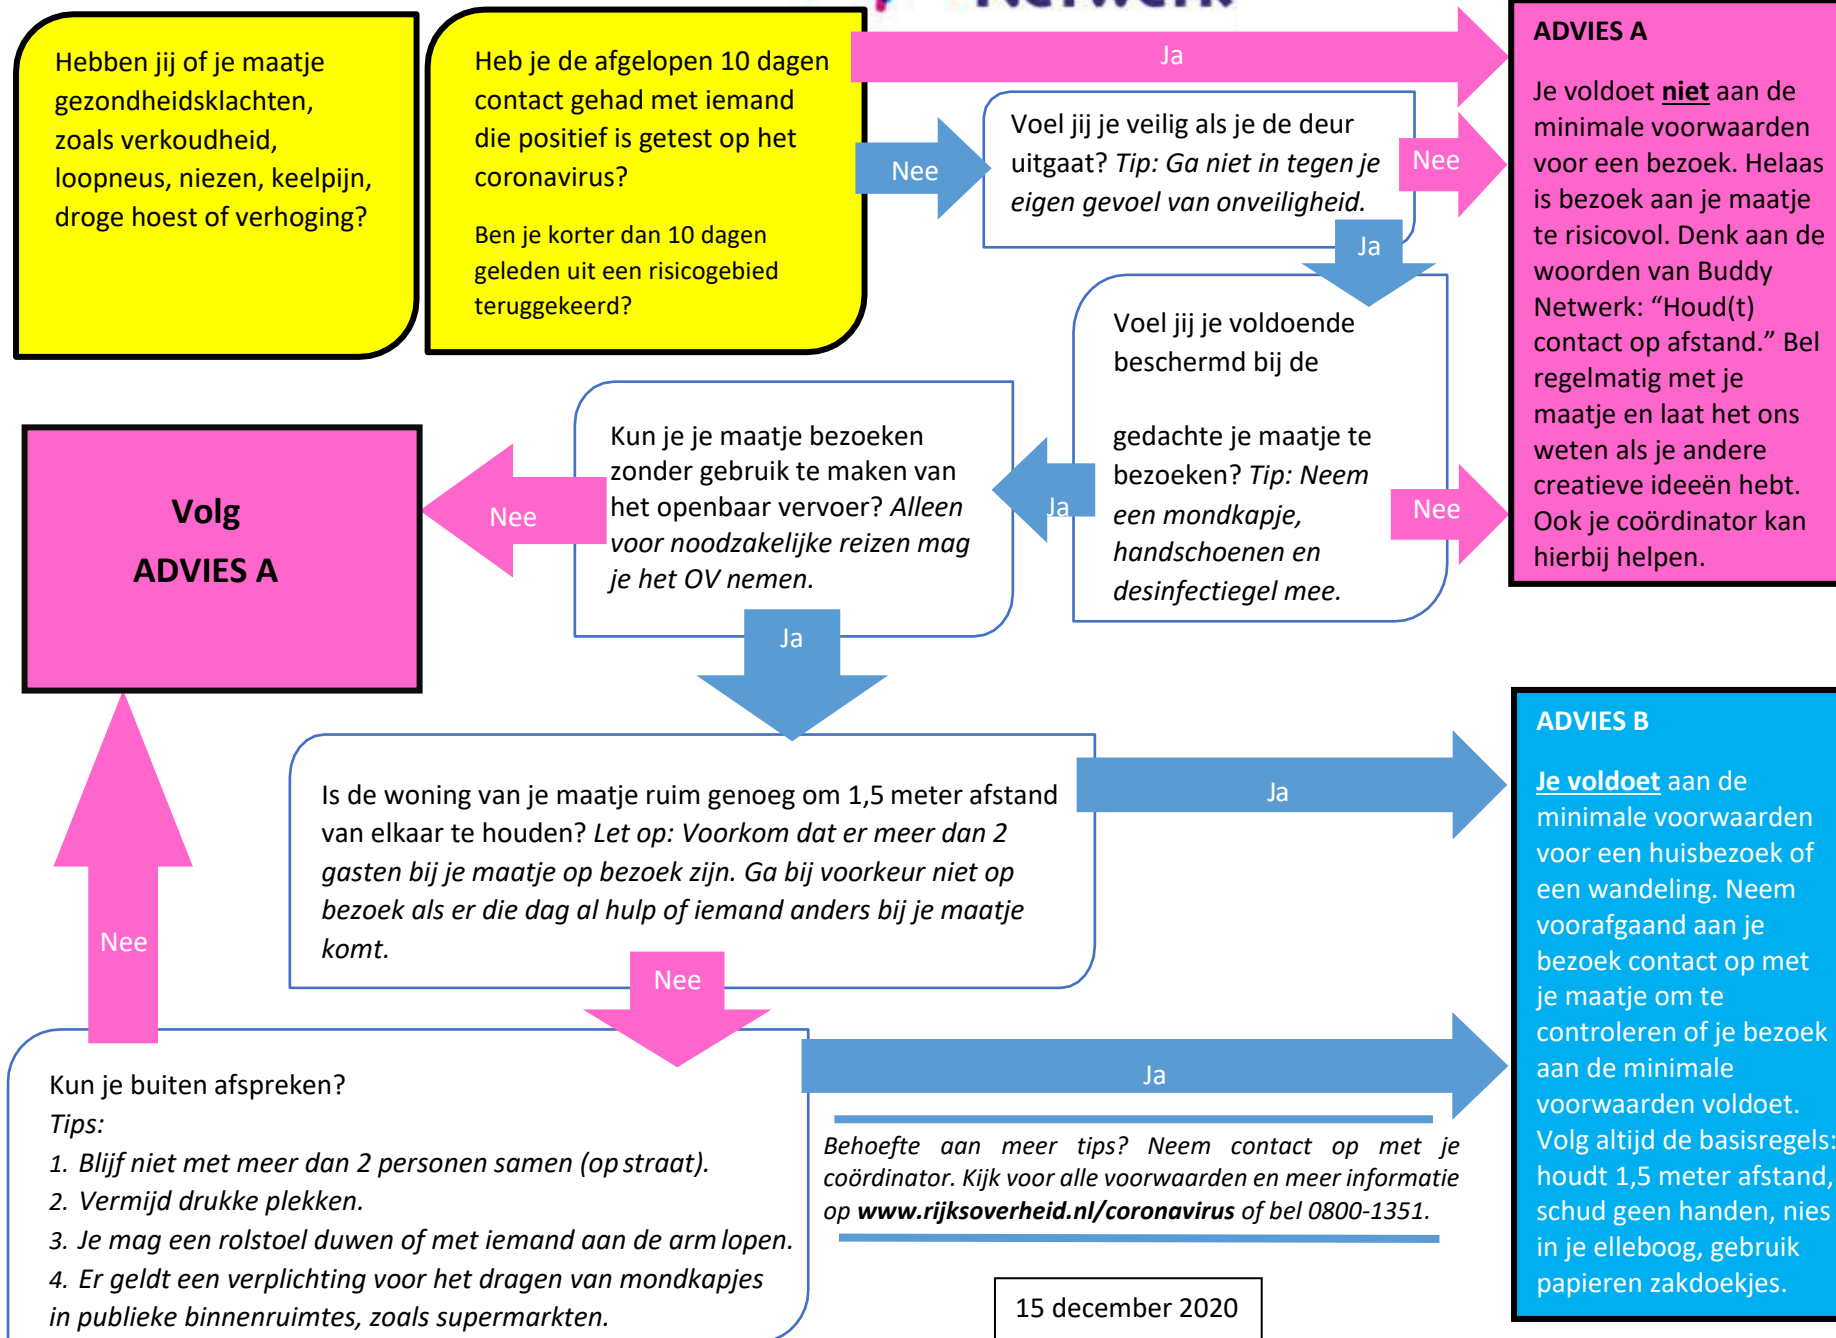 Netwerk
Hebben jij of je maatje
gezondheidsklachten,
zoals verkoudheid,
loopneus, niezen, keelpijn,
droge hoest of verhoging?
Heb je de afgelopen 10 dagen
contact gehad met iemand
die positief is getest op het
coronavirus?
Ben je korter dan 10 dagen
geleden uit een risicogebied
teruggekeerd?
Ja
Nee
Voel jij je veilig als je de deur
uitgaat? Tip: Ga niet in tegen je
eigen gevoel van onveiligheid.
Nee
Ja
ADVIES A
Je voldoet niet aan de
minimale voorwaarden
voor een bezoek. Helaas
is bezoek aan je maatje
te risicovol. Denk aan de
woorden van Buddy
Netwerk: “Houd(t)
contact op afstand.” Bel
regelmatig met je
maatje en laat het ons
weten als je andere
creatieve ideeën hebt.
Ook je coördinator kan
hierbij helpen.
Voel jij je voldoende
beschermd bij de
gedachte je maatje te
bezoeken? Tip: Neem
een mondkapje,
handschoenen en
desinfectiegel mee.
Nee
Ja
Kun je je maatje bezoeken
zonder gebruik te maken van
het openbaar vervoer? Alleen
voor noodzakelijke reizen mag
je het OV nemen.
Nee
Volg
ADVIES A
Ja
Is de woning van je maatje ruim genoeg om 1,5 meter afstand
van elkaar te houden? Let op: Voorkom dat er meer dan 2
gasten bij je maatje op bezoek zijn. Ga bij voorkeur niet op
bezoek als er die dag al hulp of iemand anders bij je maatje
komt.
Ja
Nee
ADVIES B
Je voldoet aan de
minimale voorwaarden
voor een huisbezoek of
een wandeling. Neem
voorafgaand aan je
bezoek contact op met
je maatje om te
controleren of je bezoek
aan de minimale
voorwaarden voldoet.
Volg altijd de basisregels:
houdt 1,5 meter afstand,
schud geen handen, nies
in je elleboog, gebruik
papieren zakdoekjes.
Nee
Kun je buiten afspreken?
Tips:
1. Blijf niet met meer dan 2 personen samen (op straat).
2. Vermijd drukke plekken.
3. Je mag een rolstoel duwen of met iemand aan de arm lopen.
4. Er geldt een verplichting voor het dragen van mondkapjes
in publieke binnenruimtes, zoals supermarkten.
Ja
Behoefte aan meer tips? Neem contact op met je
coördinator. Kijk voor alle voorwaarden en meer informatie
op www.rijksoverheid.nl/coronavirus of bel 0800-1351.
15 december 2020